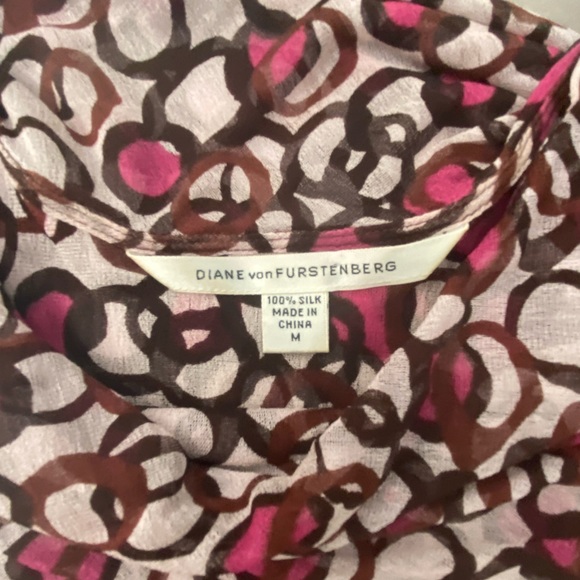 DIANE von FURSTENBERG
100% SILK
MADE IN
CHINA
M